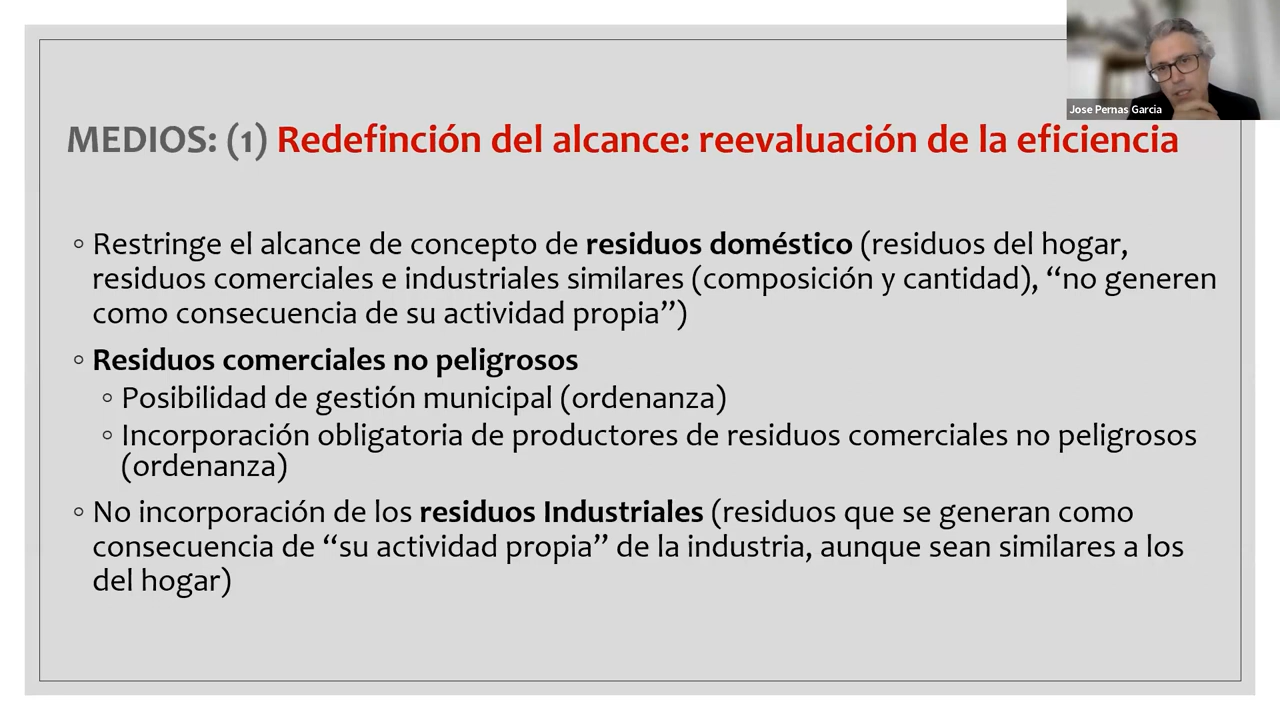 Jose Pernas Garcia
MEDIOS: (1) Redefinción del alcance: reevaluación de la eficiencia
◦ Restringe el alcance de concepto de residuos doméstico (residuos del hogar,
residuos comerciales e industriales similares (composición y cantidad), “no generen
como consecuencia de su actividad propia”)
◦ Residuos comerciales no peligrosos
◦ Posibilidad de gestión municipal (ordenanza)
◦ Incorporación obligatoria de productores de residuos comerciales no peligrosos
(ordenanza)
◦ No incorporación de los residuos Industriales (residuos que se generan como
consecuencia de “su actividad propia” de la industria, aunque sean similares a los
del hogar)